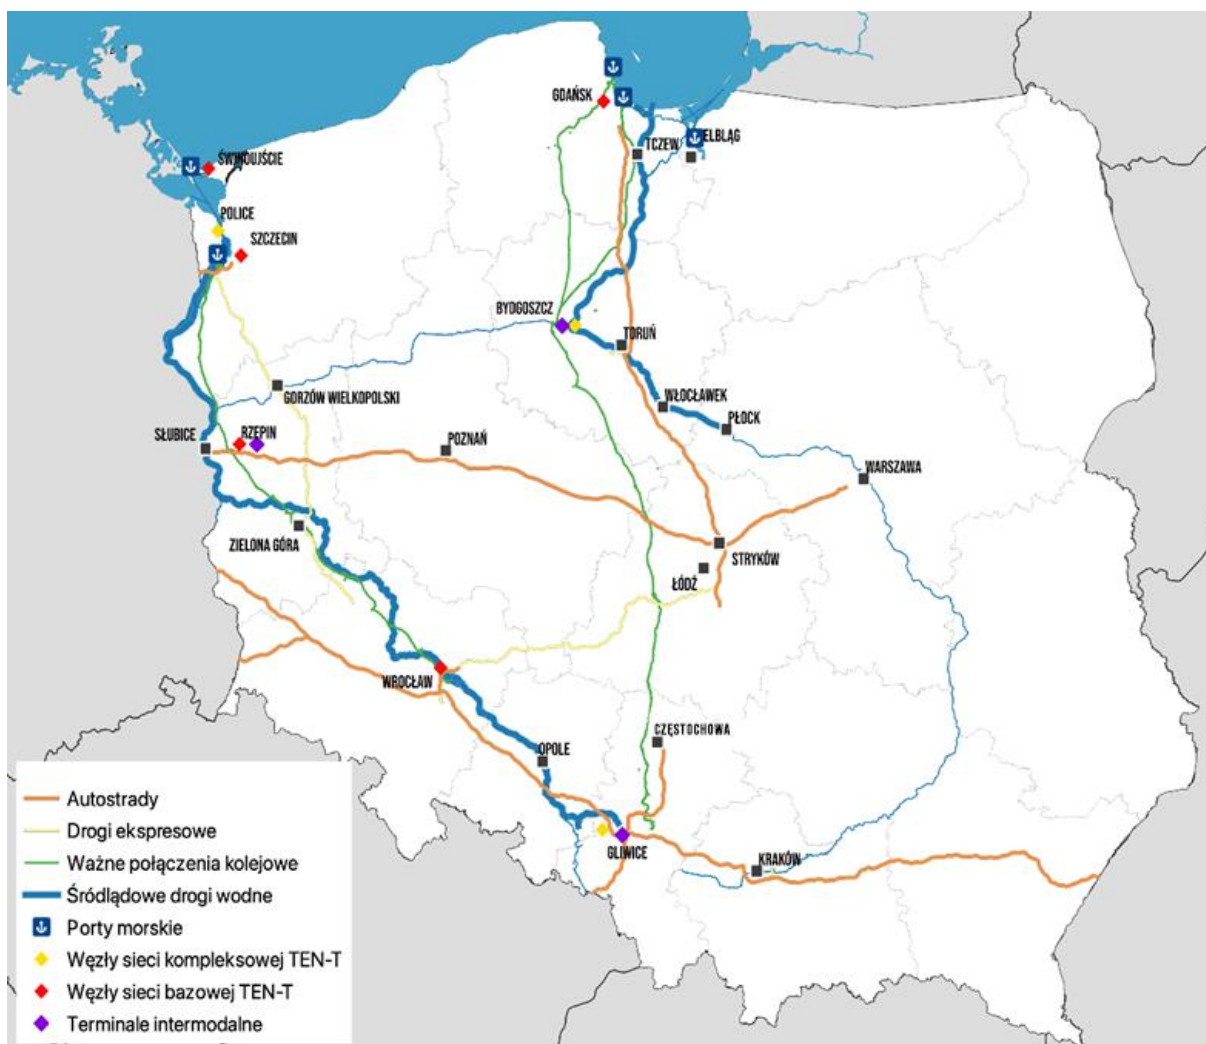 GDAŃSK
ELBLĄG
TCZEW
ŚWINOUJŚCIE
POLICE
SZCZECIN
BYDGOSZCZ
TORUŃ
GORZÓW WIELKOPOLSKI
WŁOCŁAWEK
PŁOCK
SŁUBICE
RZEPIN
POZNAŃ
WARSZAWA
ZIELONA GÓRA
STRYKÓW
ŁÓDŹ
WROCŁAW
CZĘSTOCHOWA
OPOLE
GLIWICE
KRAKÓW
Autostrady
Drogi ekspresowe
Ważne połączenia kolejowe
Śródlądowe drogi wodne
Porty morskie
Węzły sieci kompleksowej TEN-T
Węzły sieci bazowej TEN-T
Terminale intermodalne